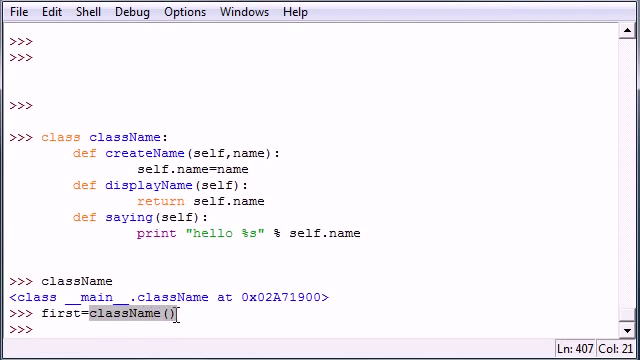 File Edit Shell Debug Options Windows Help
>>>
>>>
>>>
>>> class className:
        def createName(self,name):
                self.name=name
        def displayName(self):
                return self.name
        def saying(self):
                print "hello %s" % self.name
>>> className
<class __main__.className at 0x02A71900>
>>> first=className()
>>>
Ln: 407 Col: 21